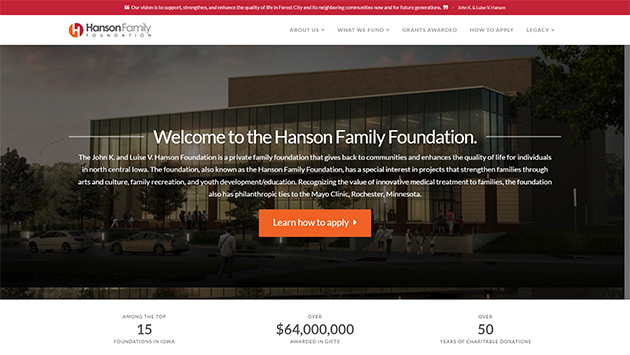 ❝ Our vision is to support, strengthen, and enhance the quality of life in Forest City and its neighboring communities now and for future generations. ❞ - John K. & Luise V. Hanson
HansonFamily
FOUNDATION
ABOUT US WHAT WE FUND GRANTS AWARDED HOW TO APPLY LEGACY
Welcome to the Hanson Family Foundation.
The John K. and Luise V. Hanson Foundation is a private family foundation that gives back to communities and enhances the quality of life for individuals
in north central Iowa. The foundation, also known as the Hanson Family Foundation, has a special interest in projects that strengthen families through
arts and culture, family recreation, and youth development/education. Recognizing the value of innovative medical treatment to families, the foundation
also has philanthropic ties to the Mayo Clinic, Rochester, Minnesota.
Learn how to apply
AMONG THE TOP
15
FOUNDATIONS IN IOWA
OVER
$64,000,000
AWARDED IN GIFTS
OVER
50
YEARS OF CHARITABLE DONATIONS